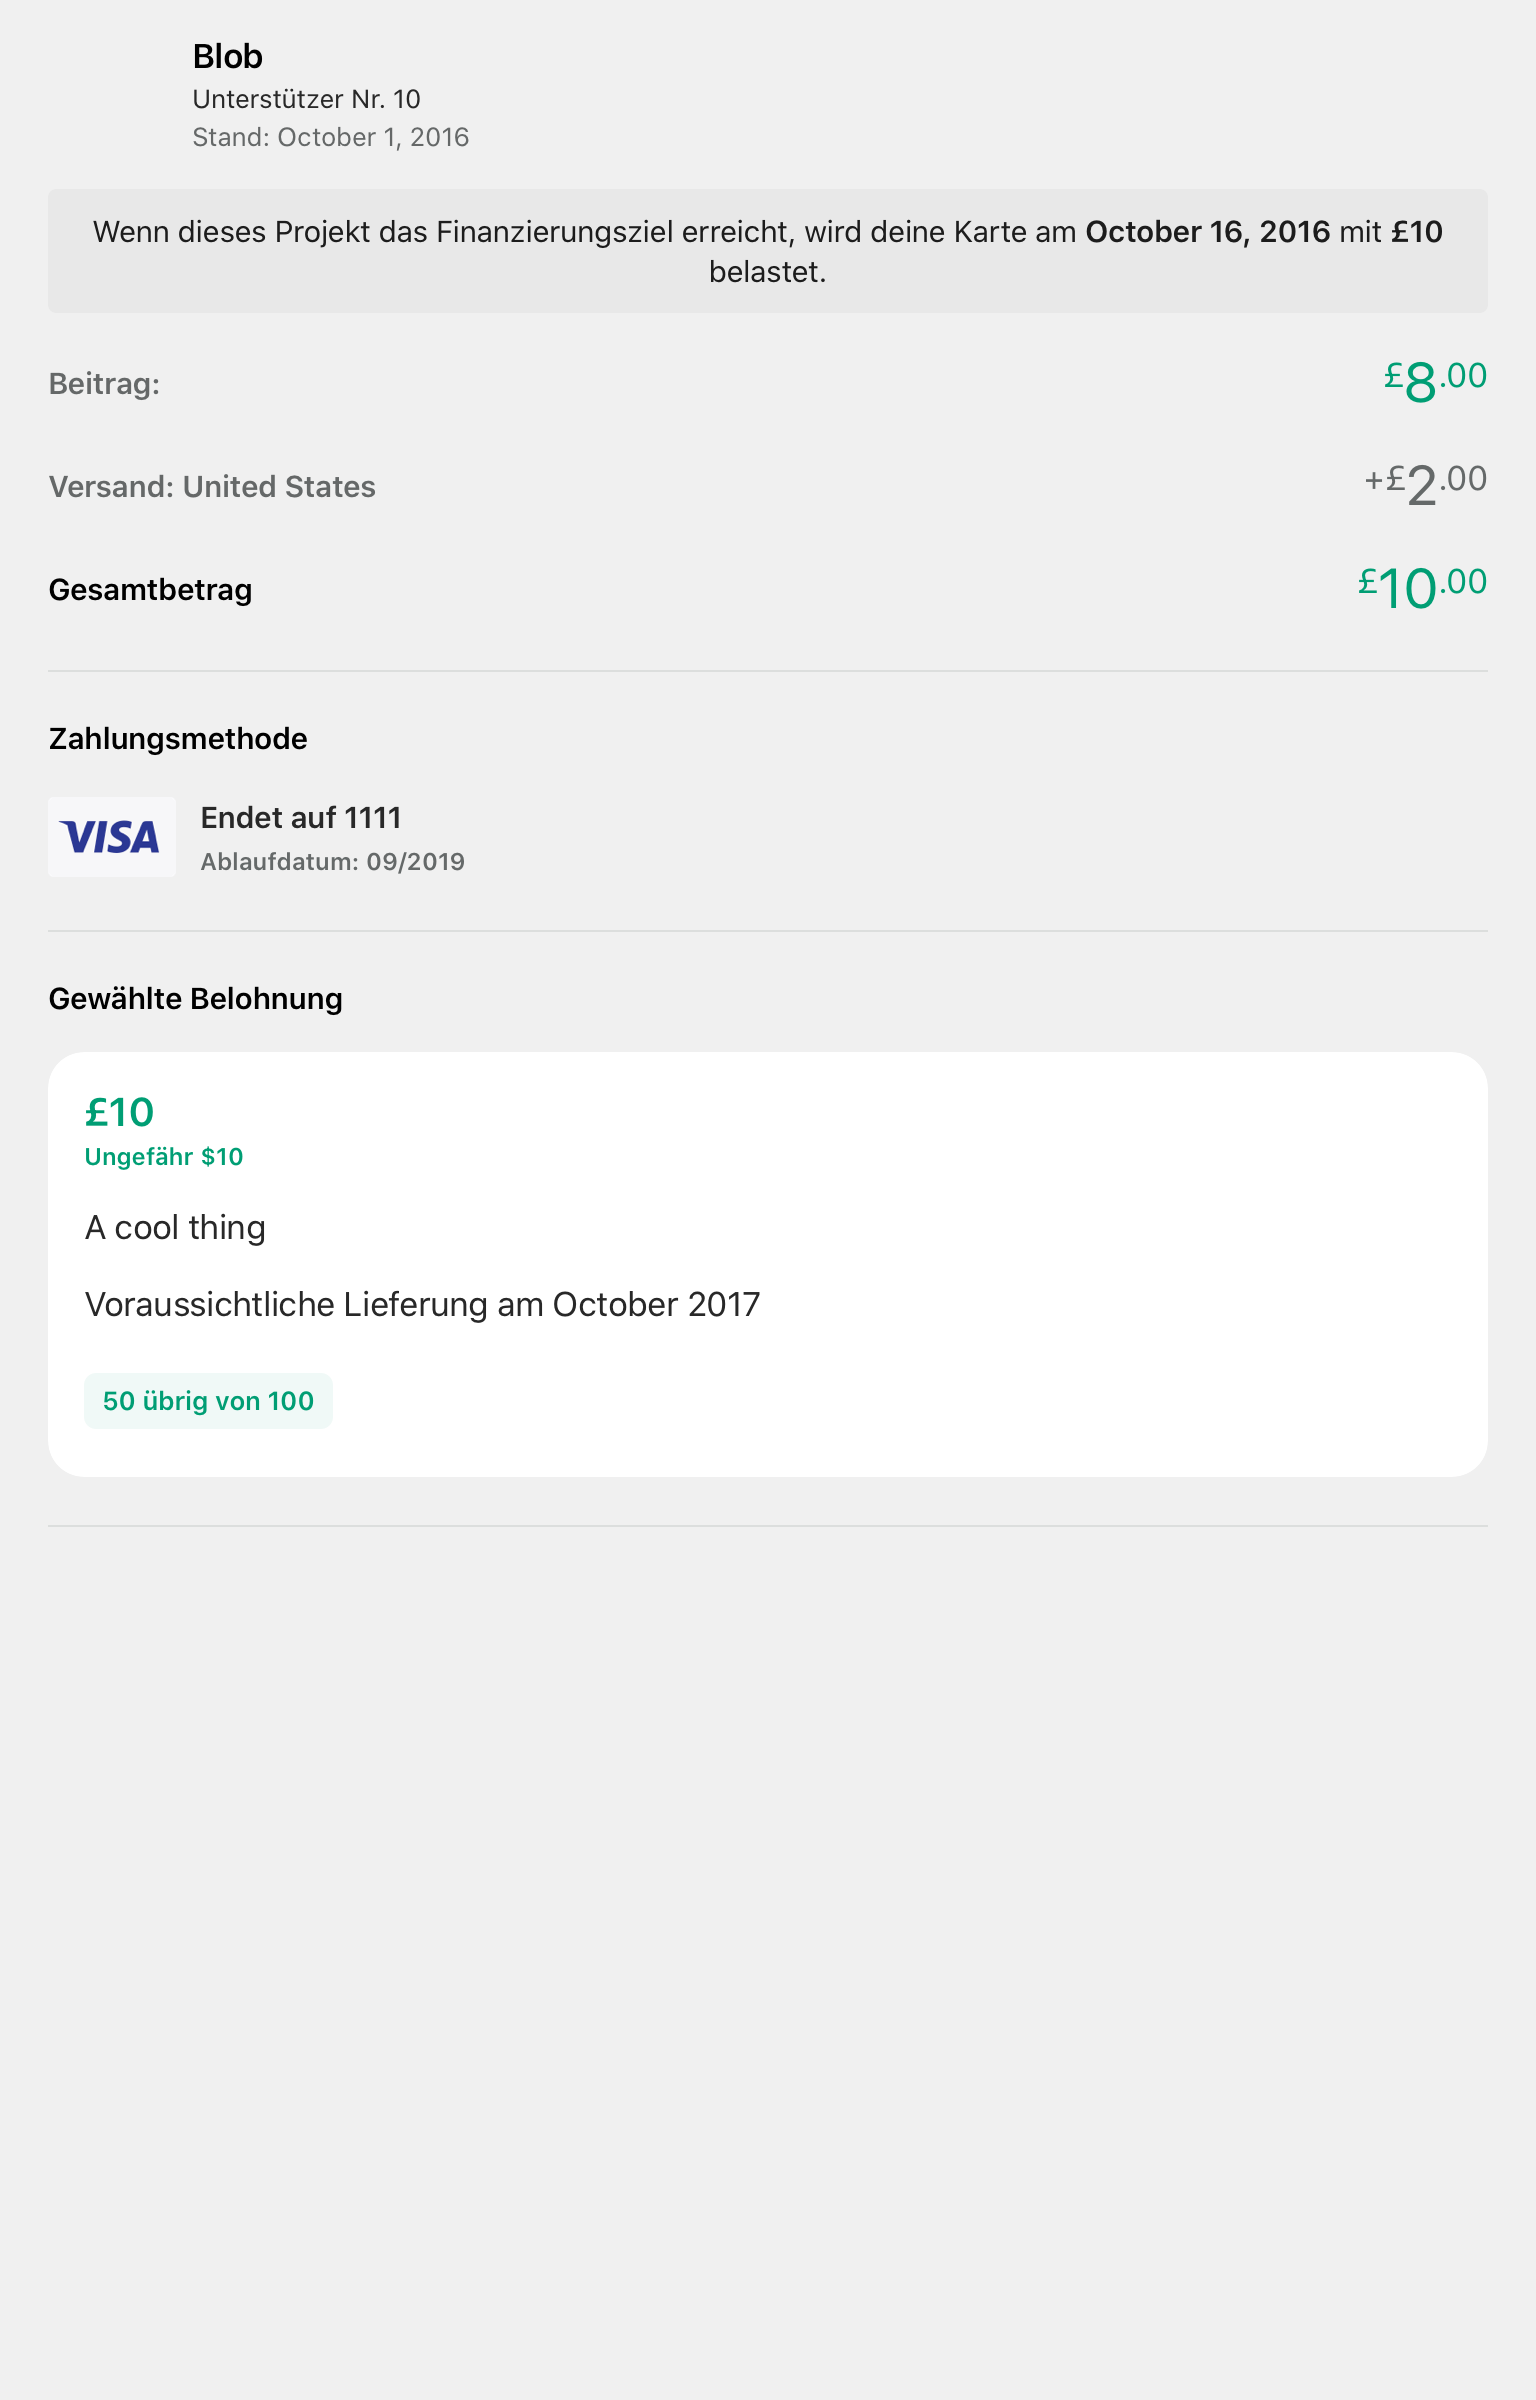 Blob
Unterstützer Nr. 10
Stand: October 1, 2016
Wenn dieses Projekt das Finanzierungsziel erreicht, wird deine Karte am October 16, 2016 mit £10
belastet.
Beitrag:
£8.00
Versand: United States
+£2.00
Gesamtbetrag
£10.00
Zahlungsmethode
VISA
Endet auf 1111
Ablaufdatum: 09/2019
Gewählte Belohnung
£10
Ungefähr $10
A cool thing
Voraussichtliche Lieferung am October 2017
50 übrig von 100